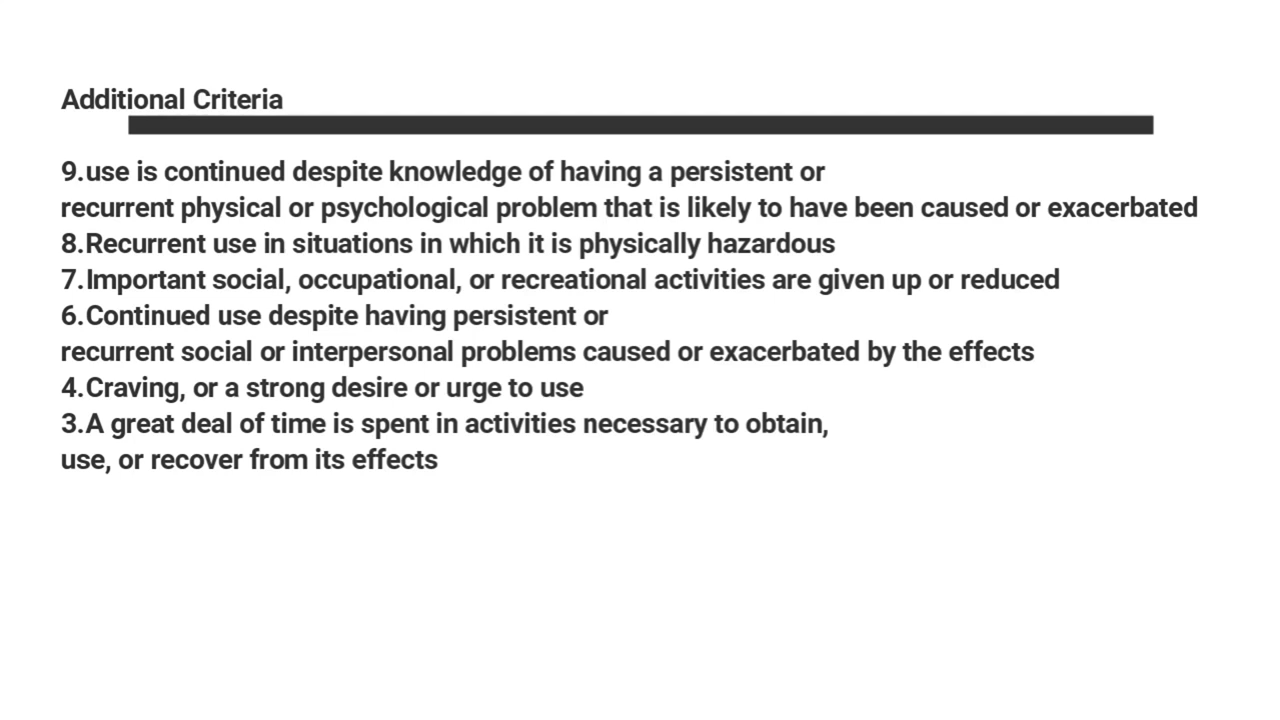 Additional Criteria
9.use is continued despite knowledge of having a persistent or
recurrent physical or psychological problem that is likely to have been caused or exacerbated
8.Recurrent use in situations in which it is physically hazardous
7.Important social, occupational, or recreational activities are given up or reduced
6.Continued use despite having persistent or
recurrent social or interpersonal problems caused or exacerbated by the effects
4.Craving, or a strong desire or urge to use
3.A great deal of time is spent in activities necessary to obtain,
use, or recover from its effects